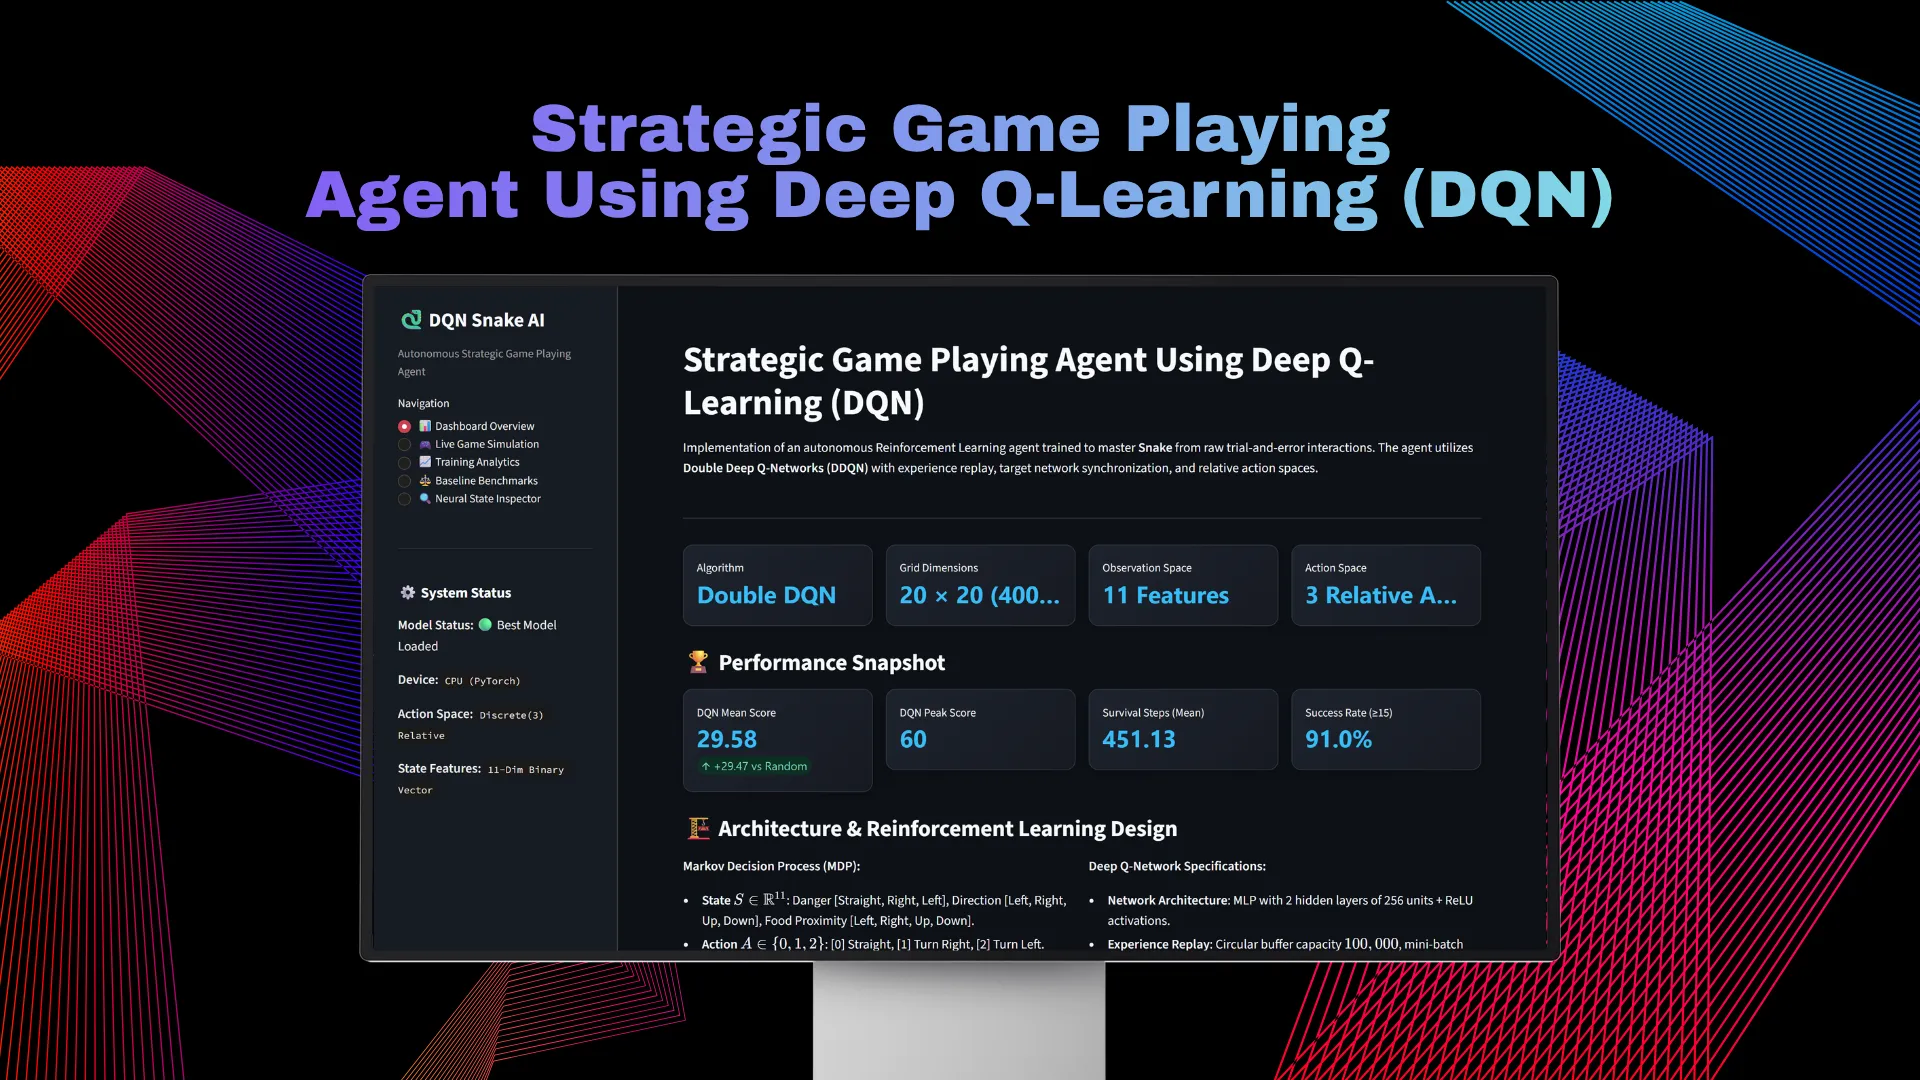 Strategic Game Playing
Agent Using Deep Q-Learning (DQN)
DQN Snake AI
Autonomous Strategic Game Playing
Agent
Navigation
Dashboard Overview
Live Game Simulation
Training Analytics
Baseline Benchmarks
Neural State Inspector
System Status
Model Status: Best Model
Loaded
Device: CPU (PyTorch)
Action Space: Discrete(3)
Relative
State Features: 11-Dim Binary
Vector
Strategic Game Playing Agent Using Deep Q-
Learning (DQN)
Implementation of an autonomous Reinforcement Learning agent trained to master Snake from raw trial-and-error interactions. The agent utilizes
Double Deep Q-Networks (DDQN) with experience replay, target network synchronization, and relative action spaces.
Algorithm
Double DQN
Grid Dimensions
20 × 20 (400...
Observation Space
11 Features
Action Space
3 Relative A...
Performance Snapshot
DQN Mean Score
29.58
↑ +29.47 vs Random
DQN Peak Score
60
Survival Steps (Mean)
451.13
Success Rate (≥15)
91.0%
Architecture & Reinforcement Learning Design
Markov Decision Process (MDP):
• State S ∈ ℝ¹¹: Danger [Straight, Right, Left], Direction [Left, Right,
Up, Down], Food Proximity [Left, Right, Up, Down].
• Action A ∈ {0, 1, 2}: [0] Straight, [1] Turn Right, [2] Turn Left.
Deep Q-Network Specifications:
• Network Architecture: MLP with 2 hidden layers of 256 units + ReLU
activations.
• Experience Replay: Circular buffer capacity 100,000, mini-batch